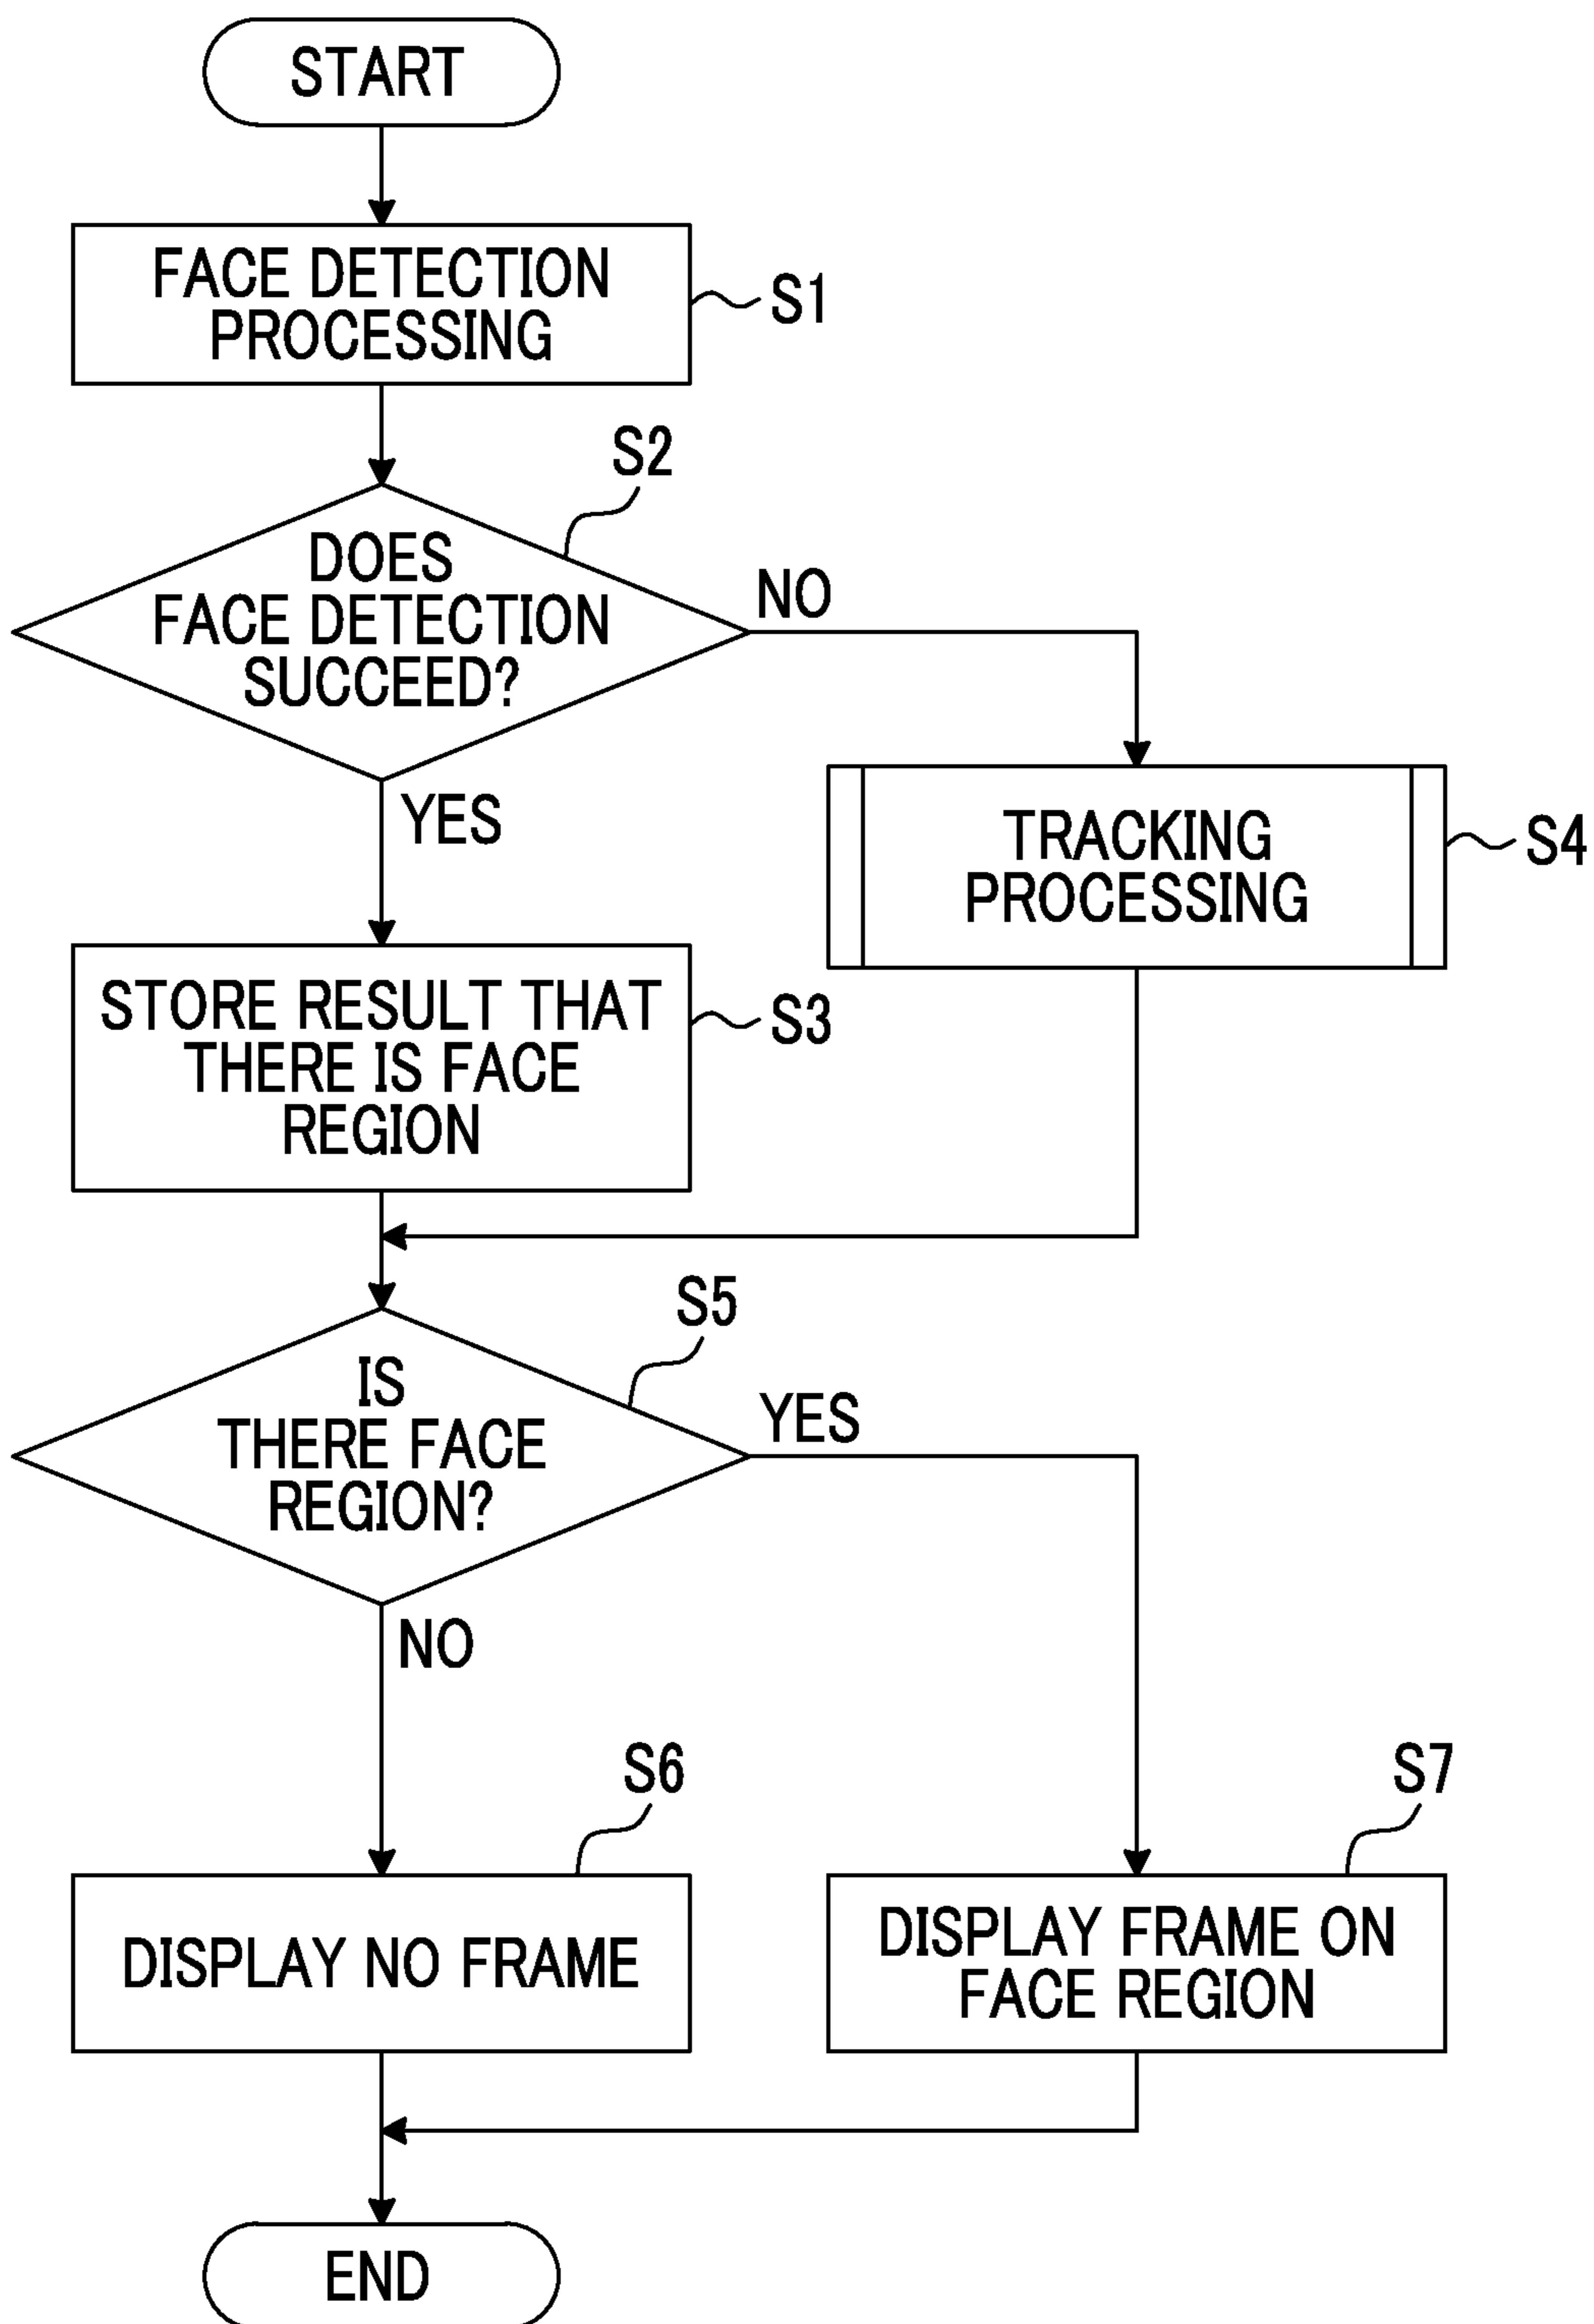 START
FACE DETECTION
PROCESSING
S1
S2
DOES
FACE DETECTION
SUCCEED?
NO
YES
TRACKING
PROCESSING
S4
STORE RESULT THAT
THERE IS FACE
REGION
S3
S5
IS
THERE FACE
REGION?
YES
NO
S6
S7
DISPLAY NO FRAME
DISPLAY FRAME ON
FACE REGION
END